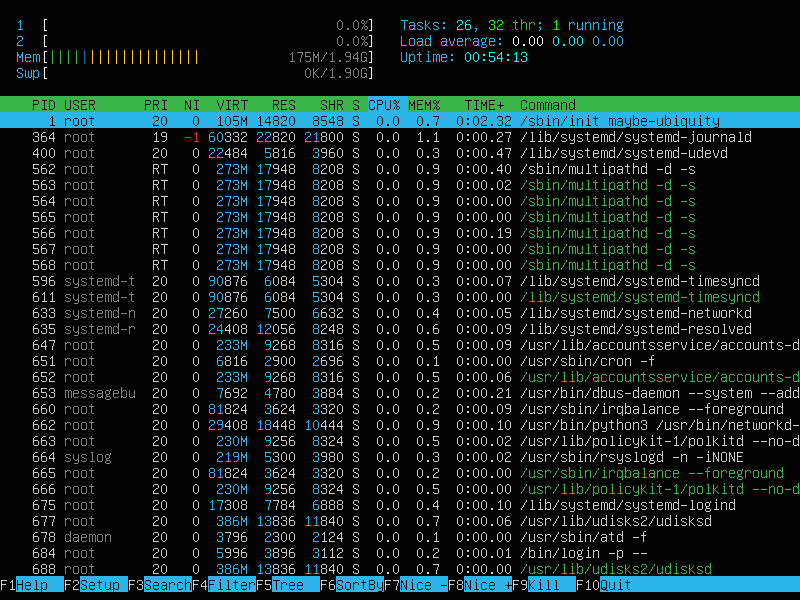 1 [ 0.0%] Tasks: 26, 32 thr; 1 running
2 [ 0.0%] Load average: 0.00 0.00 0.00
Mem[||||||||||||||||||| 175M/1.94G] Uptime: 00:54:13
Swp[ 0K/1.90G]
PID USER PRI NI VIRT RES SHR S CPU% MEM% TIME+ Command
1 root 20 0 105M 14820 8548 S 0.0 0.7 0:02.32 /sbin/init maybe-ubiquity
364 root 19 -1 60332 22820 21800 S 0.0 1.1 0:00.27 /lib/systemd/systemd-journald
400 root 20 0 22484 5816 3960 S 0.0 0.3 0:00.47 /lib/systemd/systemd-udevd
562 root RT 0 273M 17948 8208 S 0.0 0.9 0:00.40 /sbin/multipathd -d -s
563 root RT 0 273M 17948 8208 S 0.0 0.9 0:00.02 /sbin/multipathd -d -s
564 root RT 0 273M 17948 8208 S 0.0 0.9 0:00.00 /sbin/multipathd -d -s
565 root RT 0 273M 17948 8208 S 0.0 0.9 0:00.00 /sbin/multipathd -d -s
566 root RT 0 273M 17948 8208 S 0.0 0.9 0:00.19 /sbin/multipathd -d -s
567 root RT 0 273M 17948 8208 S 0.0 0.9 0:00.00 /sbin/multipathd -d -s
568 root RT 0 273M 17948 8208 S 0.0 0.9 0:00.00 /sbin/multipathd -d -s
596 systemd-t 20 0 90876 6084 5304 S 0.0 0.3 0:00.07 /lib/systemd/systemd-timesyncd
611 systemd-t 20 0 90876 6084 5304 S 0.0 0.3 0:00.00 /lib/systemd/systemd-timesyncd
633 systemd-n 20 0 27260 7500 6632 S 0.0 0.4 0:00.05 /lib/systemd/systemd-networkd
635 systemd-r 20 0 24408 12056 8248 S 0.0 0.6 0:00.09 /lib/systemd/systemd-resolved
647 root 20 0 233M 9268 8316 S 0.0 0.5 0:00.09 /usr/lib/accountsservice/accounts-d
651 root 20 0 6816 2900 2696 S 0.0 0.1 0:00.00 /usr/sbin/cron -f
652 root 20 0 233M 9268 8316 S 0.0 0.5 0:00.06 /usr/lib/accountsservice/accounts-d
653 messagebu 20 0 7692 4780 3884 S 0.0 0.2 0:00.21 /usr/bin/dbus-daemon --system --add
660 root 20 0 81824 3624 3320 S 0.0 0.2 0:00.09 /usr/sbin/irqbalance --foreground
662 root 20 0 29408 18448 10444 S 0.0 0.9 0:00.10 /usr/bin/python3 /usr/bin/networkd-
663 root 20 0 230M 9256 8324 S 0.0 0.5 0:00.02 /usr/lib/policykit-1/polkitd --no-d
664 syslog 20 0 219M 5300 3980 S 0.0 0.3 0:00.02 /usr/sbin/rsyslogd -n -iNONE
665 root 20 0 81824 3624 3320 S 0.0 0.2 0:00.00 /usr/sbin/irqbalance --foreground
666 root 20 0 230M 9256 8324 S 0.0 0.5 0:00.00 /usr/lib/policykit-1/polkitd --no-d
675 root 20 0 17308 7784 6888 S 0.0 0.4 0:00.10 /lib/systemd/systemd-logind
677 root 20 0 386M 13836 11840 S 0.0 0.7 0:00.06 /usr/lib/udisks2/udisksd
678 daemon 20 0 3796 2300 2124 S 0.0 0.1 0:00.00 /usr/sbin/atd -f
684 root 20 0 5996 3896 3112 S 0.0 0.2 0:00.01 /bin/login -p --
688 root 20 0 386M 13836 11840 S 0.0 0.7 0:00.00 /usr/lib/udisks2/udisksd
F1Help F2Setup F3SearchF4FilterF5Tree F6SortByF7Nice -F8Nice +F9Kill F10Quit